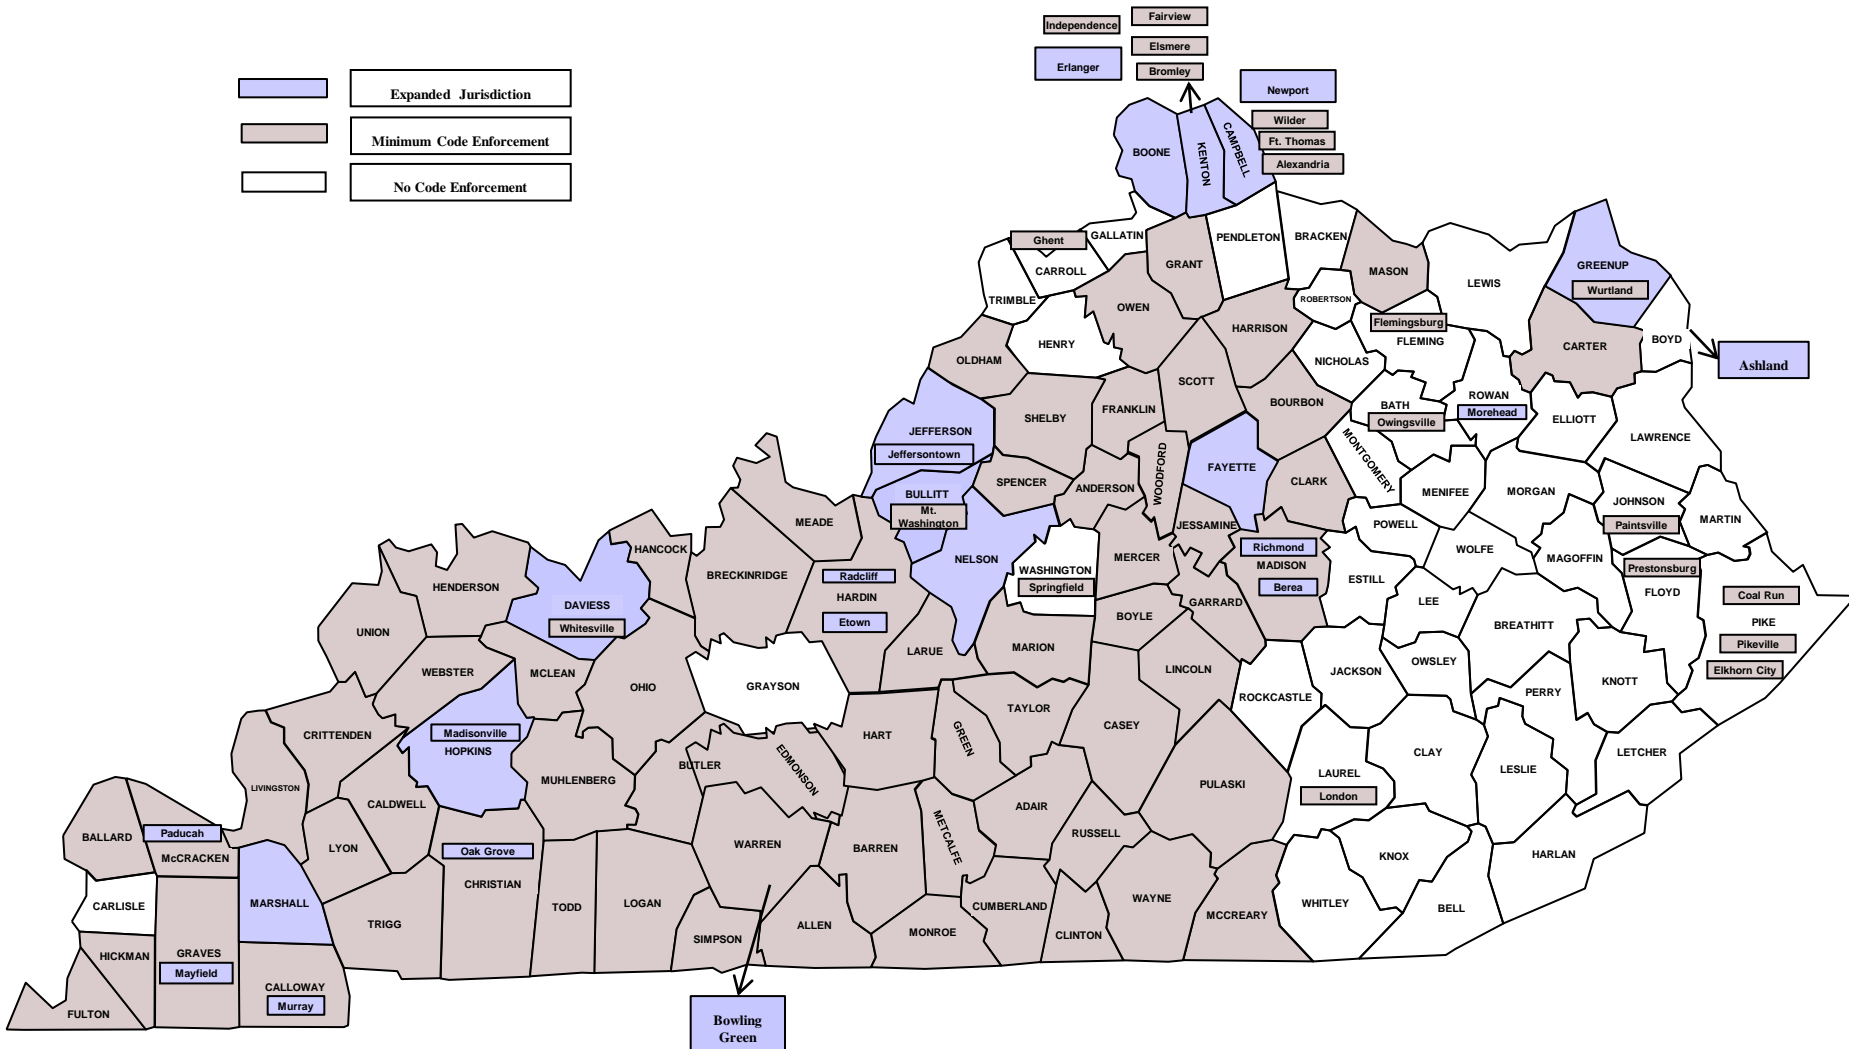 Independence
Fairview
Elsmere
Erlanger
Bromley
Expanded Jurisdiction
Minimum Code Enforcement
No Code Enforcement
Newport
Wilder
Ft. Thomas
Alexandria
BOONE
KENTON
CAMPBELL
Ghent
GALLATIN
PENDLETON
BRACKEN
CARROLL
GRANT
MASON
LEWIS
GREENUP
Wurtland
TRIMBLE
OWEN
ROBERTSON
HARRISON
Flemingsburg
FLEMING
CARTER
BOYD
Ashland
OLDHAM
HENRY
NICHOLAS
SCOTT
SHELBY
FRANKLIN
BOURBON
BATH
Owingsville
ROWAN
Morehead
ELLIOTT
LAWRENCE
JEFFERSON
Jeffersontown
MONTGOMERY
WOODFORD
FAYETTE
SPENCER
ANDERSON
CLARK
MENIFEE
MORGAN
JOHNSON
Paintsville
MARTIN
BULLITT
Mt.
Washington
MEADE
JESSAMINE
POWELL
HANCOCK
NELSON
MERCER
Richmond
MADISON
Berea
WOLFE
MAGOFFIN
Prestonsburg
FLOYD
HENDERSON
BRECKINRIDGE
Radcliff
HARDIN
Etown
WASHINGTON
Springfield
ESTILL
LEE
Coal Run
PIKE
Pikeville
Elkhorn City
DAVIESS
Whitesville
GARRARD
BOYLE
BREATHITT
UNION
LARUE
MARION
LINCOLN
JACKSON
OWSLEY
WEBSTER
MCLEAN
OHIO
GRAYSON
ROCKCASTLE
PERRY
KNOTT
TAYLOR
CASEY
CRITTENDEN
Madisonville
HOPKINS
HART
GREEN
CLAY
LETCHER
BUTLER
EDMONSON
LAUREL
London
LESLIE
LIVINGSTON
CALDWELL
MUHLENBERG
PULASKI
ADAIR
RUSSELL
BALLARD
Paducah
McCRACKEN
LYON
Oak Grove
CHRISTIAN
WARREN
BARREN
METCALFE
KNOX
HARLAN
CARLISLE
MARSHALL
TRIGG
TODD
LOGAN
SIMPSON
ALLEN
MONROE
CUMBERLAND
CLINTON
WAYNE
MCCREARY
WHITLEY
BELL
HICKMAN
GRAVES
Mayfield
CALLOWAY
Murray
FULTON
Bowling
Green